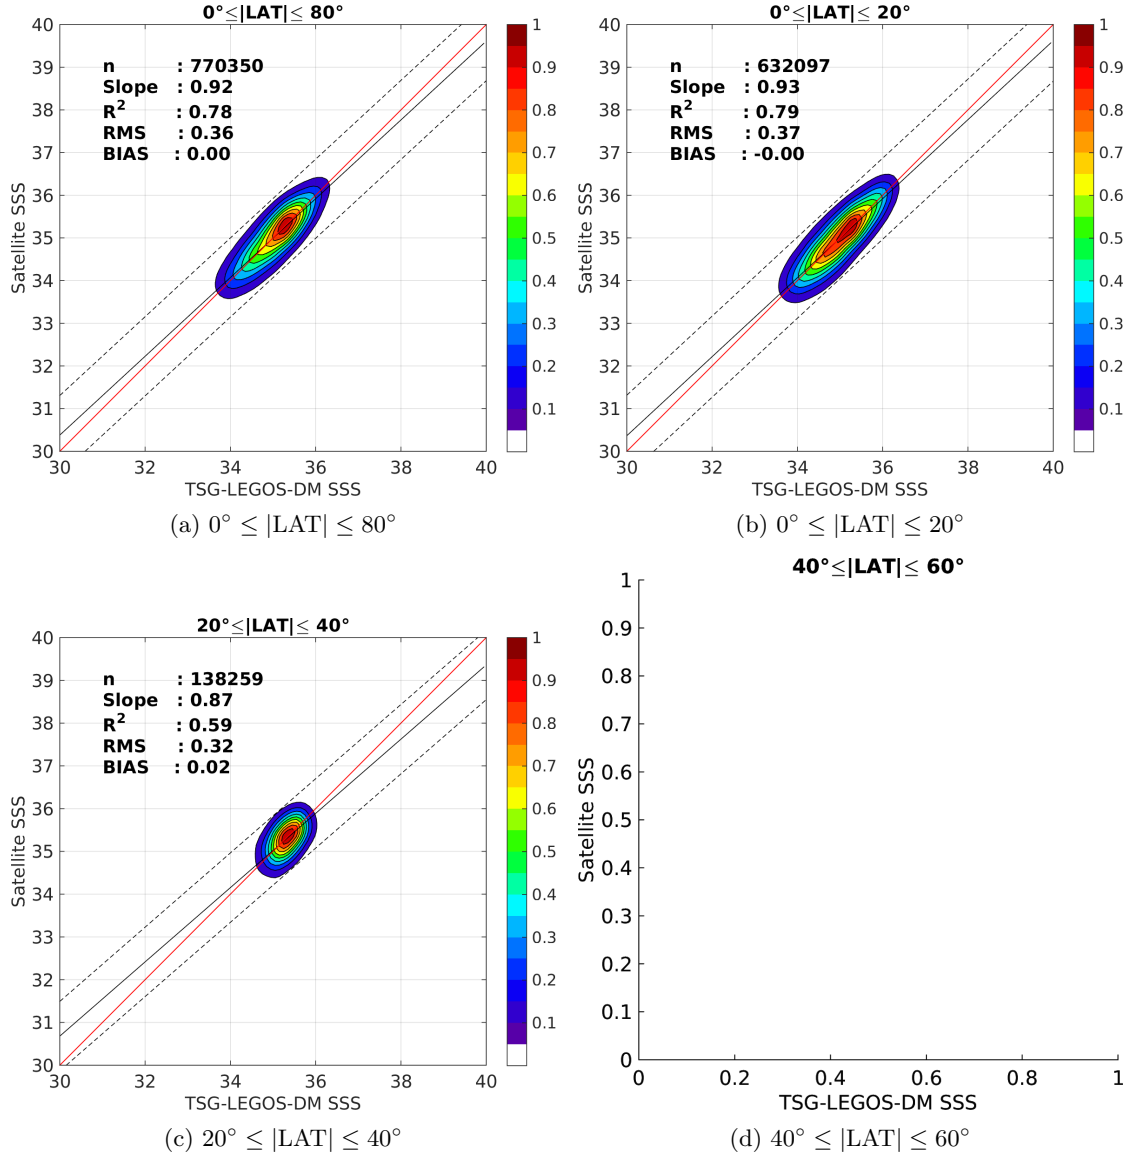 0°≤|LAT|≤ 80°
40
39
38
37
36
35
34
33
32
31
30
Satellite SSS
n : 770350
Slope : 0.92
R2 : 0.78
RMS : 0.36
BIAS : 0.00
30 32 34 36 38 40
TSG-LEGOS-DM SSS
1
0.9
0.8
0.7
0.6
0.5
0.4
0.3
0.2
0.1
(a) 0° ≤ |LAT| ≤ 80°
0°≤|LAT|≤ 20°
40
39
38
37
36
35
34
33
32
31
30
Satellite SSS
n : 632097
Slope : 0.93
R2 : 0.79
RMS : 0.37
BIAS : -0.00
30 32 34 36 38 40
TSG-LEGOS-DM SSS
1
0.9
0.8
0.7
0.6
0.5
0.4
0.3
0.2
0.1
(b) 0° ≤ |LAT| ≤ 20°
20°≤|LAT|≤ 40°
40
39
38
37
36
35
34
33
32
31
30
Satellite SSS
n : 138259
Slope : 0.87
R2 : 0.59
RMS : 0.32
BIAS : 0.02
30 32 34 36 38 40
TSG-LEGOS-DM SSS
1
0.9
0.8
0.7
0.6
0.5
0.4
0.3
0.2
0.1
(c) 20° ≤ |LAT| ≤ 40°
40°≤|LAT|≤ 60°
1
0.9
0.8
0.7
0.6
0.5
0.4
0.3
0.2
0.1
0
Satellite SSS
0 0.2 0.4 0.6 0.8 1
TSG-LEGOS-DM SSS
(d) 40° ≤ |LAT| ≤ 60°